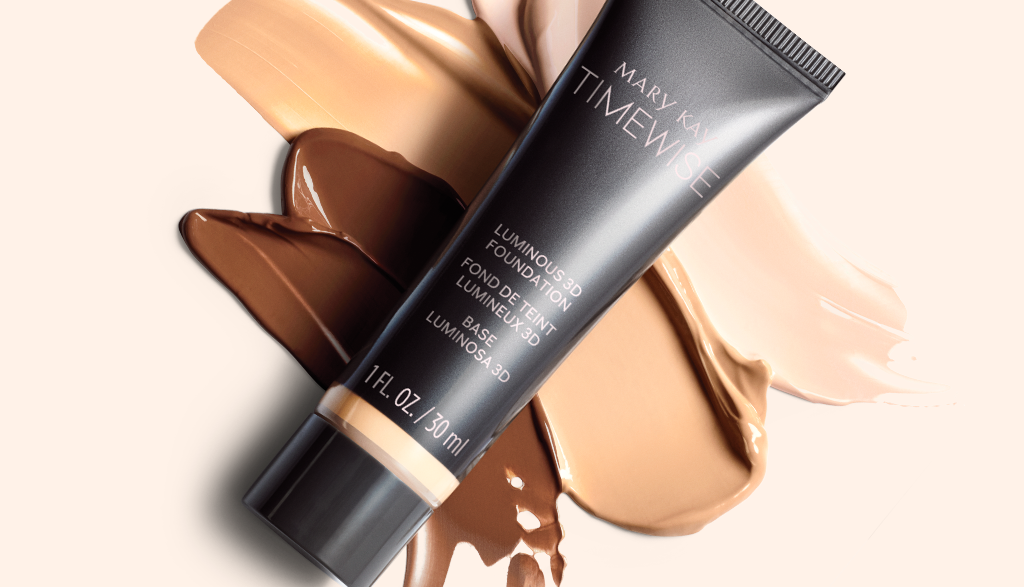 MARY KAY
TIMEWISE
LUMINOUS 3D
FOUNDATION
FOND DE TEINT
LUMINEUX 3D
BASE
LUMINOSA 3D
1 FL. OZ. / 30 ml